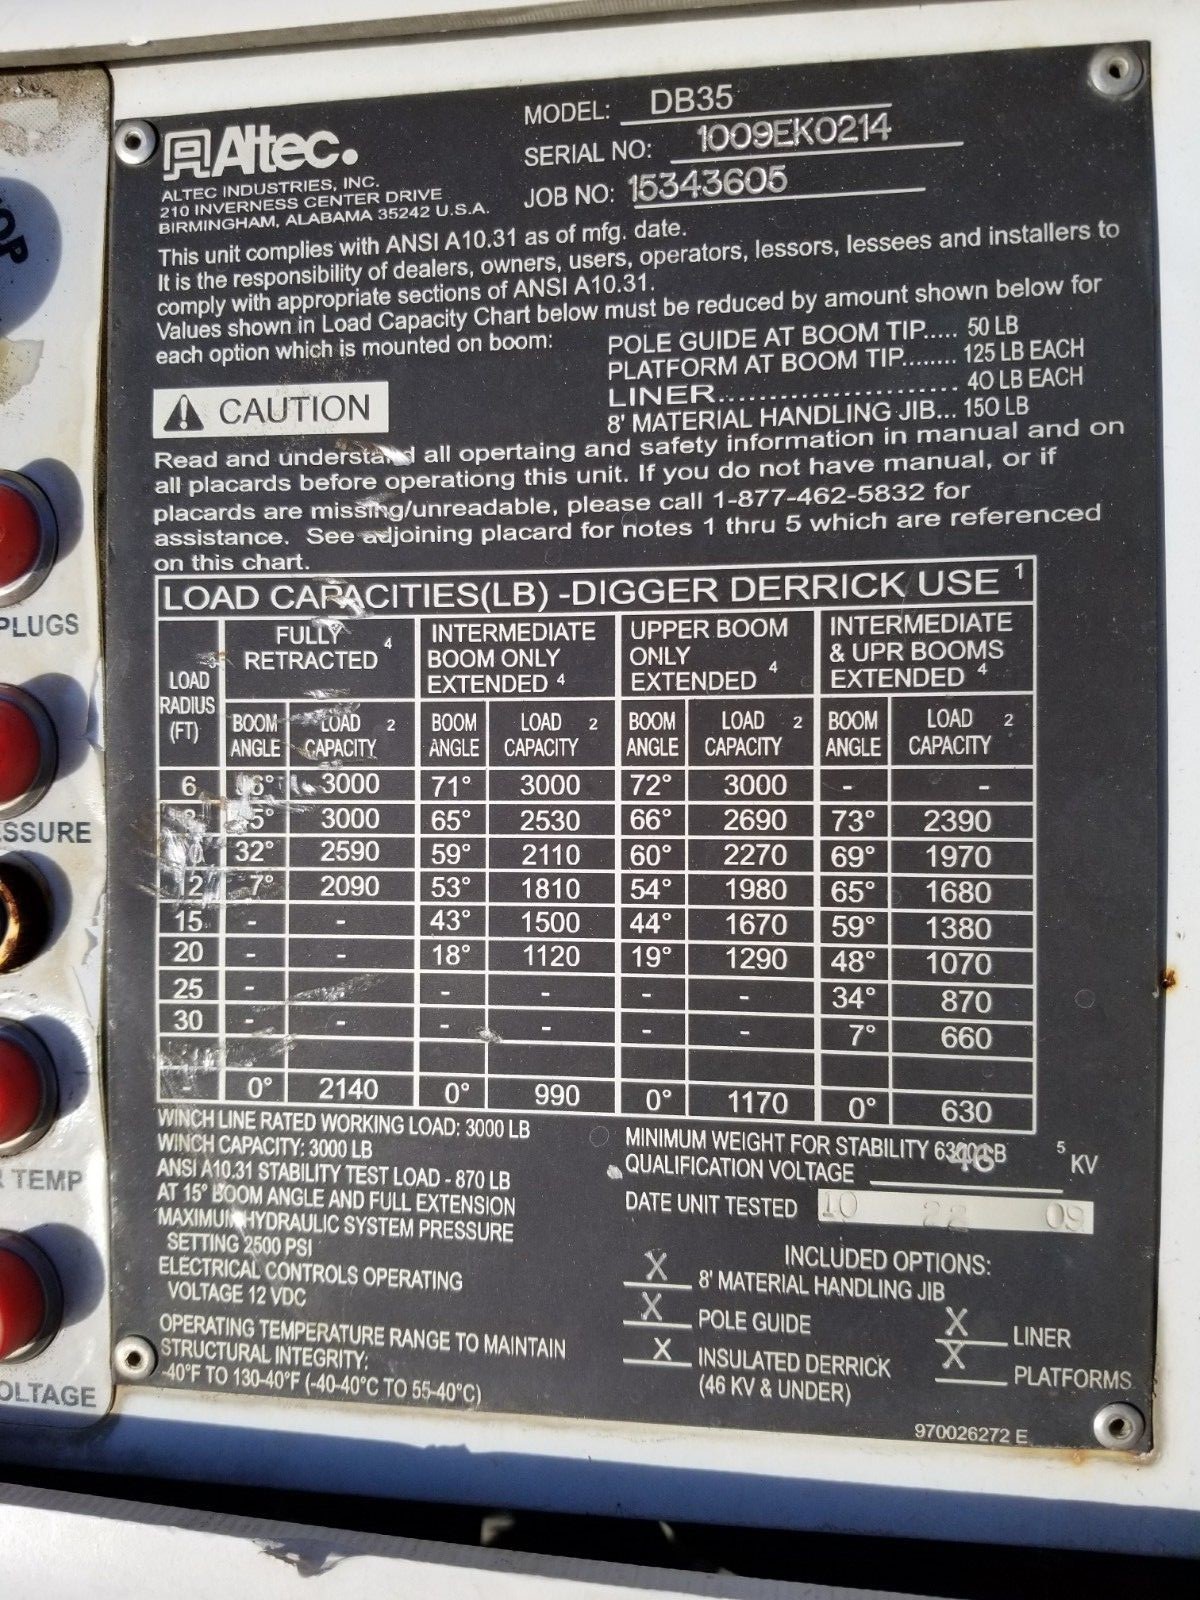 Altec.
ALTEC INDUSTRIES, INC.
210 INVERNESS CENTER DRIVE
BIRMINGHAM, ALABAMA 35242 U.S.A.
MODEL: DB35
SERIAL NO: 1009EK0214
JOB NO: 15343605
This unit complies with ANSI A10.31 as of mfg. date.
It is the responsibility of dealers, owners, users, operators, lessors, lessees and installers to
comply with appropriate sections of ANSI A10.31.
Values shown in Load Capacity Chart below must be reduced by amount shown below for
each option which is mounted on boom:
POLE GUIDE AT BOOM TIP..... 50 LB
PLATFORM AT BOOM TIP........ 125 LB EACH
LINER........................ 40 LB EACH
8' MATERIAL HANDLING JIB... 150 LB
CAUTION
Read and understand all opertaing and safety information in manual and on
all placards before operationg this unit. If you do not have manual, or if
placards are missing/unreadable, please call 1-877-462-5832 for
assistance. See adjoining placard for notes 1 thru 5 which are referenced
on this chart.
LOAD CAPACITIES(LB) -DIGGER DERRICK USE 1
LOAD RADIUS (FT) 3
FULLY RETRACTED 4
INTERMEDIATE BOOM ONLY EXTENDED 4
UPPER BOOM ONLY EXTENDED 4
INTERMEDIATE & UPR BOOMS EXTENDED 4
BOOM ANGLE LOAD CAPACITY 2 BOOM ANGLE LOAD CAPACITY 2 BOOM ANGLE LOAD CAPACITY 2 BOOM ANGLE LOAD CAPACITY 2
6 3000 71° 3000 72° 3000 - -
3000 65° 2530 66° 2690 73° 2390
32° 2590 59° 2110 60° 2270 69° 1970
12 7° 2090 53° 1810 54° 1980 65° 1680
15 - - 43° 1500 44° 1670 59° 1380
20 - - 18° 1120 19° 1290 48° 1070
25 - - - - - - 34° 870
30 - - - - - - 7° 660
0° 2140 0° 990 0° 1170 0° 630
WINCH LINE RATED WORKING LOAD: 3000 LB
WINCH CAPACITY: 3000 LB
ANSI A10.31 STABILITY TEST LOAD - 870 LB
AT 15° BOOM ANGLE AND FULL EXTENSION
MAXIMUM HYDRAULIC SYSTEM PRESSURE
SETTING 2500 PSI
ELECTRICAL CONTROLS OPERATING
VOLTAGE 12 VDC
OPERATING TEMPERATURE RANGE TO MAINTAIN
STRUCTURAL INTEGRITY:
-40°F TO 130-40°F (-40-40°C TO 55-40°C)
MINIMUM WEIGHT FOR STABILITY LB 5
QUALIFICATION VOLTAGE 46 KV
DATE UNIT TESTED 10 22 09
INCLUDED OPTIONS:
X 8' MATERIAL HANDLING JIB
X POLE GUIDE
X LINER
X INSULATED DERRICK
(46 KV & UNDER)
X PLATFORMS
970026272 E
PLUGS
TEMP